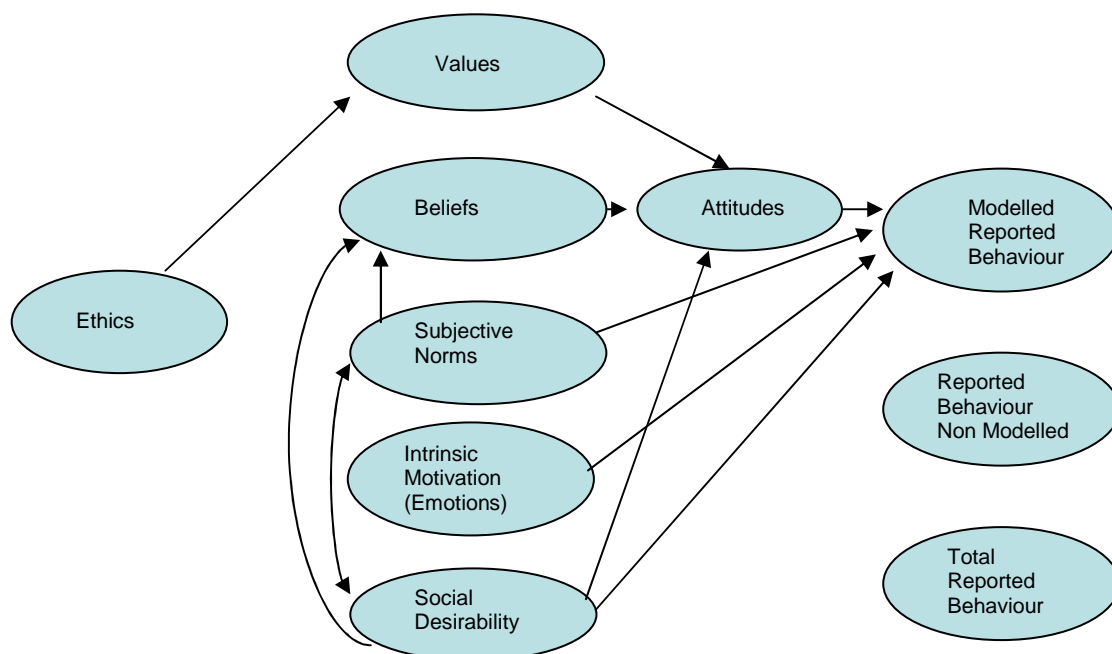 Values
Beliefs
Attitudes
Modelled
Reported
Behaviour
Ethics
Subjective
Norms
Reported
Behaviour
Non Modelled
Intrinsic
Motivation
(Emotions)
Total
Reported
Behaviour
Social
Desirability